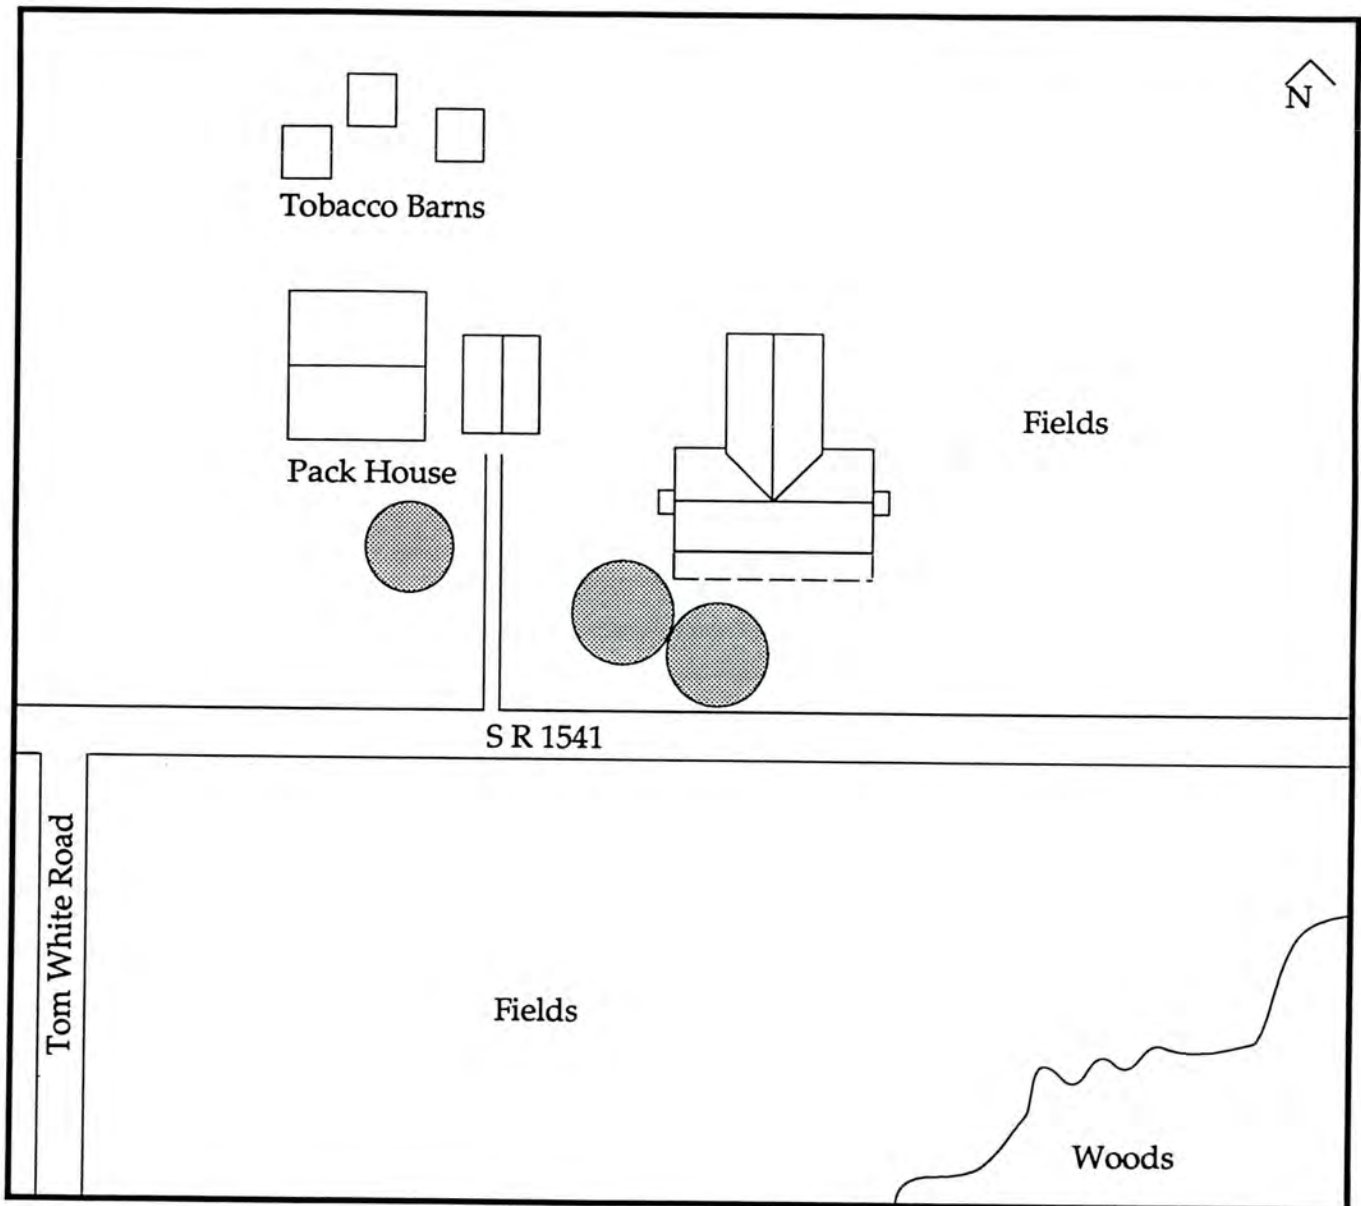 N
Tobacco Barns
Fields
Pack House
S R 1541
Tom White Road
Fields
Woods